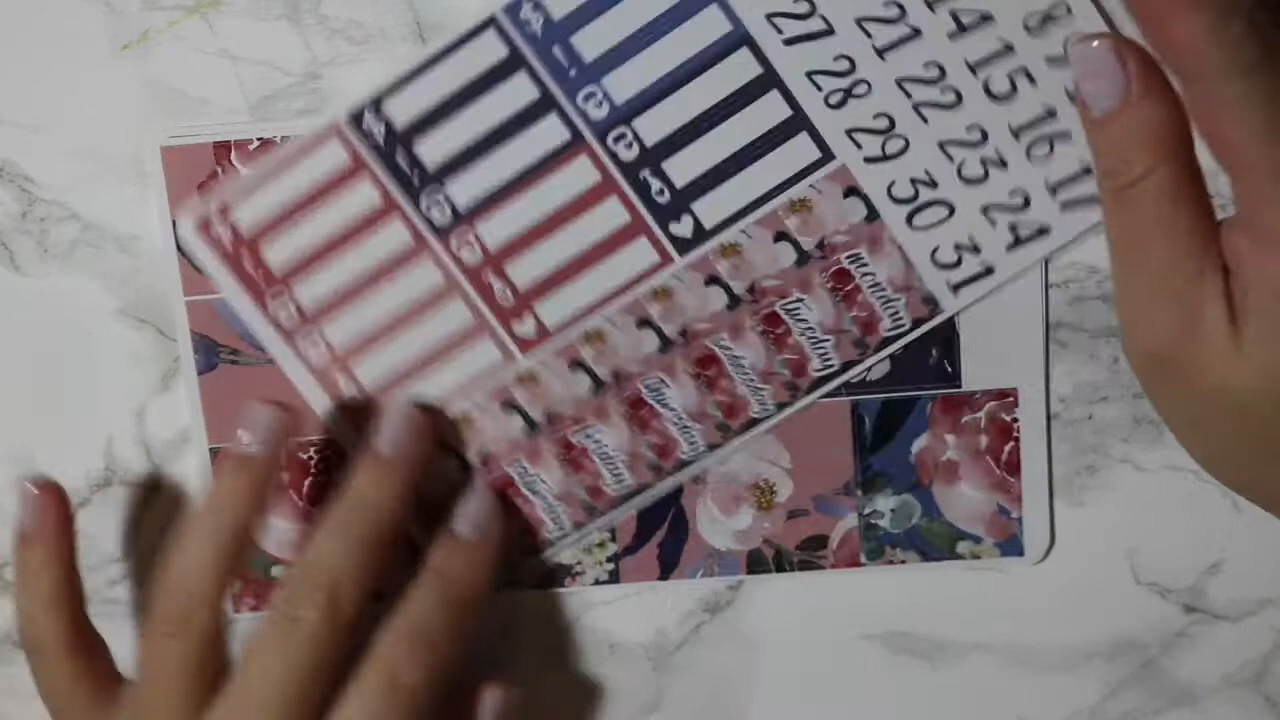 8
14 15 16 17
21 22 23 24
27 28 29 30 31
monday
tuesday
wednesday
thursday
friday
saturday